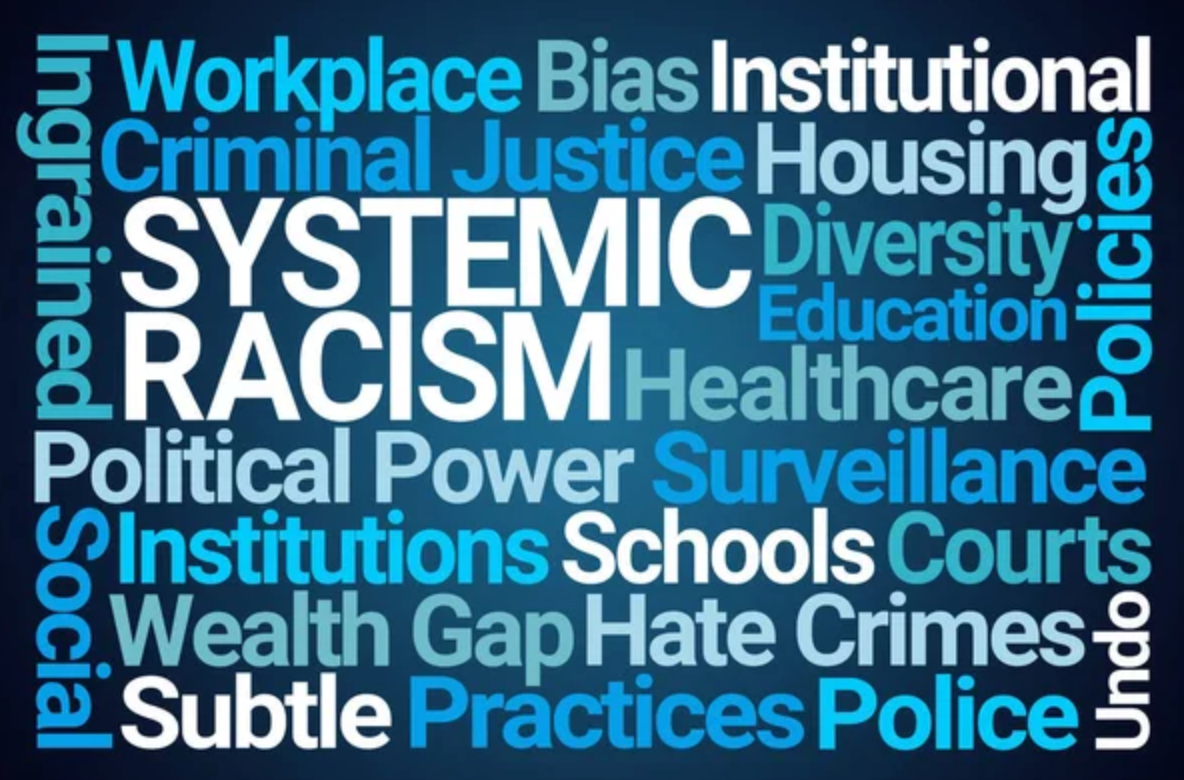 Ingrained
Workplace Bias Institutional
Criminal Justice Housing
Policies
SYSTEMIC
Diversity
Education
RACISM
Healthcare
Political Power Surveillance
Social
Institutions Schools Courts
Wealth Gap Hate Crimes
Undo
Subtle Practices Police